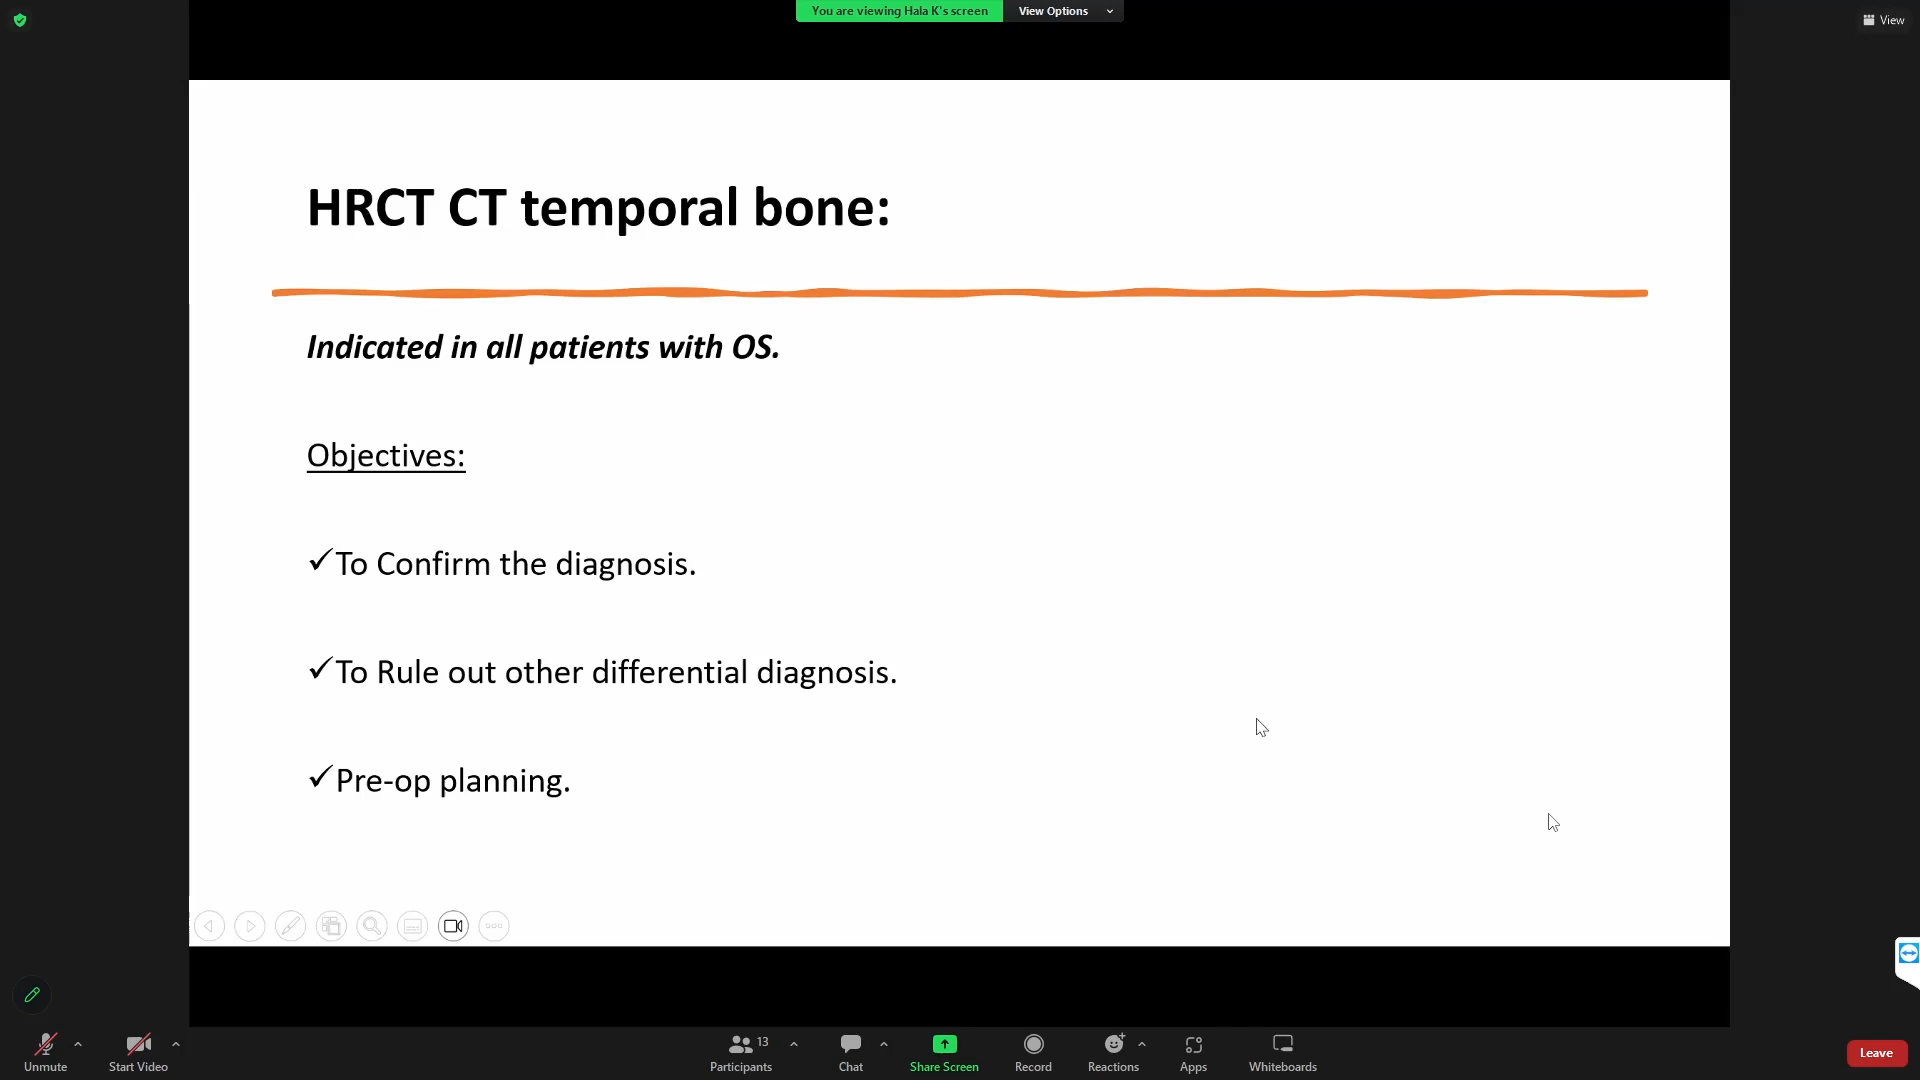 You are viewing Hala K's screen
View Options
View
HRCT CT temporal bone:
Indicated in all patients with OS.
Objectives:
✓To Confirm the diagnosis.
✓To Rule out other differential diagnosis.
✓Pre-op planning.
Unmute
Start Video
13
Participants
Chat
Share Screen
Record
Reactions
Apps
Whiteboards
Leave